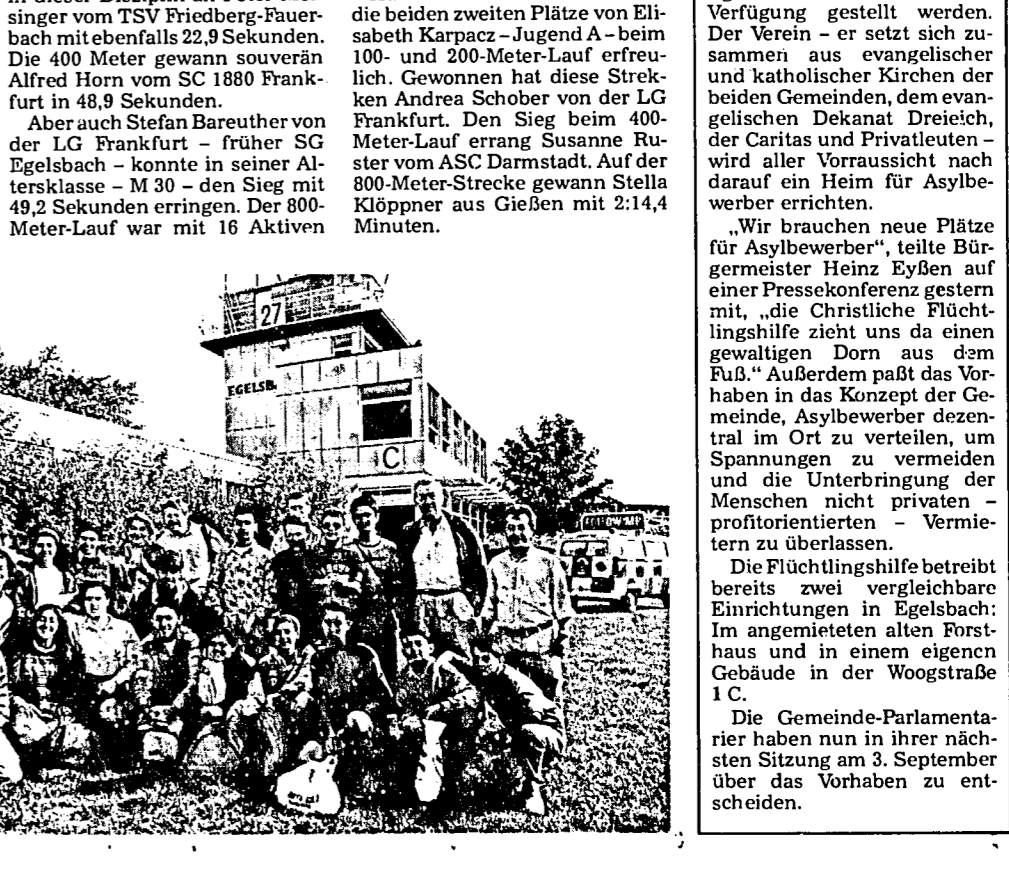 singer vom TSV Friedberg-Fauer-
bach mit ebenfalls 22,9 Sekunden.
Die 400 Meter gewann souverän
Alfred Horn vom SC 1880 Frank-
furt in 48,9 Sekunden.
Aber auch Stefan Bareuther von
der LG Frankfurt – früher SG
Egelsbach – konnte in seiner Al-
tersklasse – M 30 – den Sieg mit
49,2 Sekunden erringen. Der 800-
Meter-Lauf war mit 16 Aktiven
die beiden zweiten Plätze von Eli-
sabeth Karpacz – Jugend A – beim
100- und 200-Meter-Lauf erfreu-
lich. Gewonnen hat diese Strek-
ken Andrea Schober von der LG
Frankfurt. Den Sieg beim 400-
Meter-Lauf errang Susanne Ru-
ster vom ASC Darmstadt. Auf der
800-Meter-Strecke gewann Stella
Klöppner aus Gießen mit 2:14,4
Minuten.
27
EGELSB.
C
FOLLOW ME
Verfügung gestellt werden.
Der Verein – er setzt sich zu-
sammen aus evangelischer
und katholischer Kirchen der
beiden Gemeinden, dem evan-
gelischen Dekanat Dreieich,
der Caritas und Privatleuten –
wird aller Vorraussicht nach
darauf ein Heim für Asylbe-
werber errichten.
„Wir brauchen neue Plätze
für Asylbewerber“, teilte Bür-
germeister Heinz Eyßen auf
einer Pressekonferenz gestern
mit, „die Christliche Flücht-
lingshilfe zieht uns da einen
gewaltigen Dorn aus dem
Fuß.“ Außerdem paßt das Vor-
haben in das Konzept der Ge-
meinde, Asylbewerber dezen-
tral im Ort zu verteilen, um
Spannungen zu vermeiden
und die Unterbringung der
Menschen nicht privaten –
profitorientierten – Vermie-
tern zu überlassen.
Die Flüchtlingshilfe betreibt
bereits zwei vergleichbare
Einrichtungen in Egelsbach:
Im angemieteten alten Forst-
haus und in einem eigenen
Gebäude in der Woogstraße
1 C.
Die Gemeinde-Parlamenta-
rier haben nun in ihrer näch-
sten Sitzung am 3. September
über das Vorhaben zu ent-
scheiden.